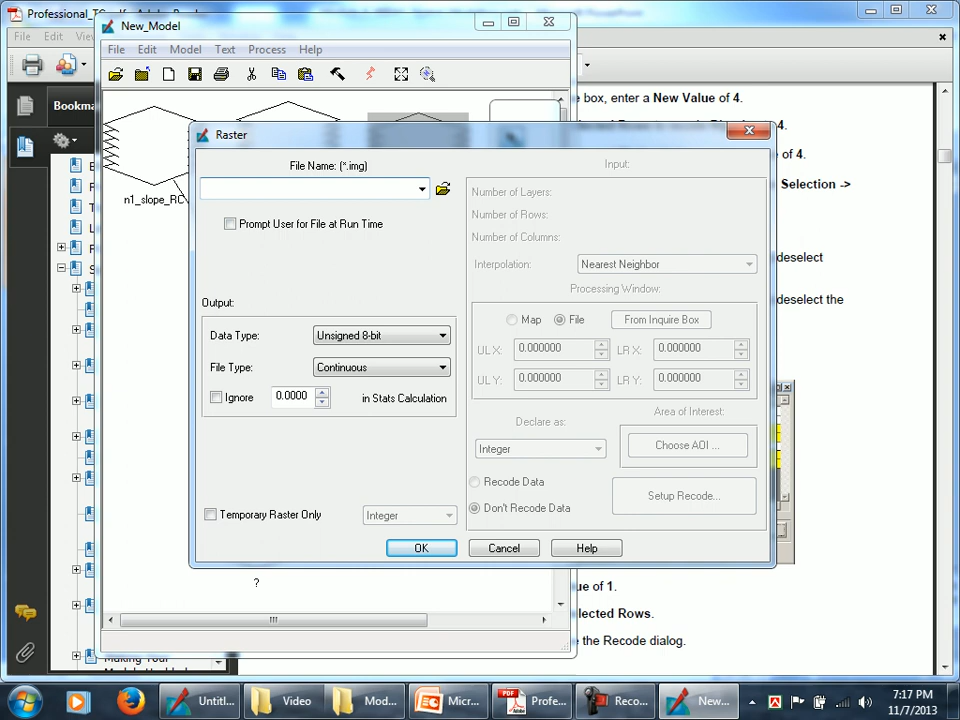 New_Model
File Edit Model Text Process Help
box, enter a New Value of 4.
of 4.
Selection ->
deselect
deselect the
Bookma
n1_slope_RC
Raster
File Name: (*.img)
Prompt User for File at Run Time
Output:
Data Type: Unsigned 8-bit
File Type: Continuous
Ignore 0.0000 in Stats Calculation
Temporary Raster Only Integer
Input:
Number of Layers:
Number of Rows:
Number of Columns:
Interpolation: Nearest Neighbor
Processing Window:
Map File From Inquire Box
UL X: 0.000000 LR X: 0.000000
UL Y: 0.000000 LR Y: 0.000000
Declare as: Area of Interest:
Integer Choose AOI ...
Recode Data
Don't Recode Data Setup Recode...
OK Cancel Help
?
of 1.
lected Rows.
the Recode dialog.
Making Your
Untitl... Video Mod... Micr... Profe... Reco... New... 7:17 PM
11/7/2013